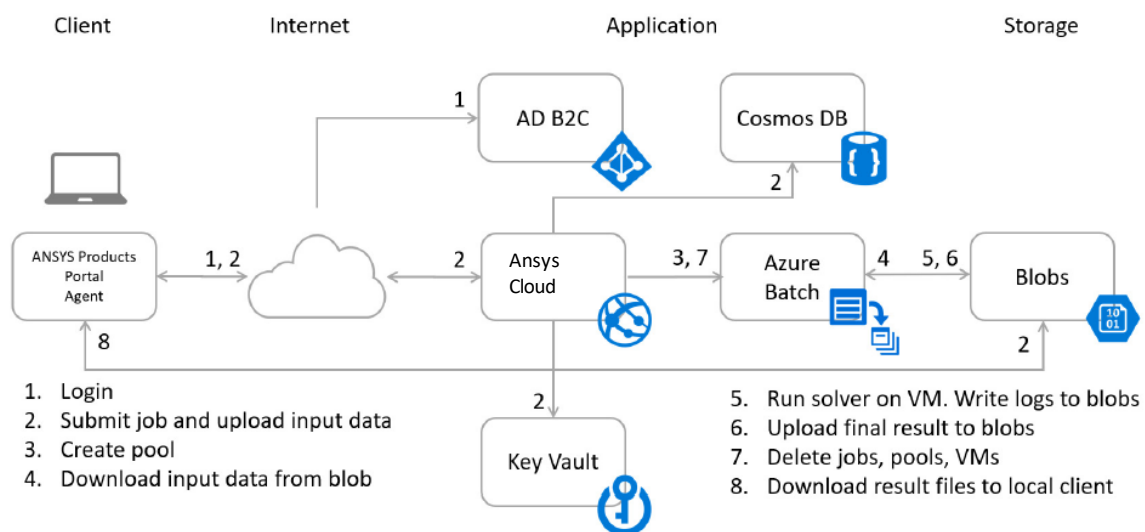 Client
Internet
Application
Storage
1
AD B2C
Cosmos DB
2
ANSYS Products
Portal
Agent
1, 2
2
Ansys
Cloud
3, 7
Azure
Batch
4
5, 6
Blobs
10
01
8
2
2
Key Vault
1. Login
2. Submit job and upload input data
3. Create pool
4. Download input data from blob
5. Run solver on VM. Write logs to blobs
6. Upload final result to blobs
7. Delete jobs, pools, VMs
8. Download result files to local client